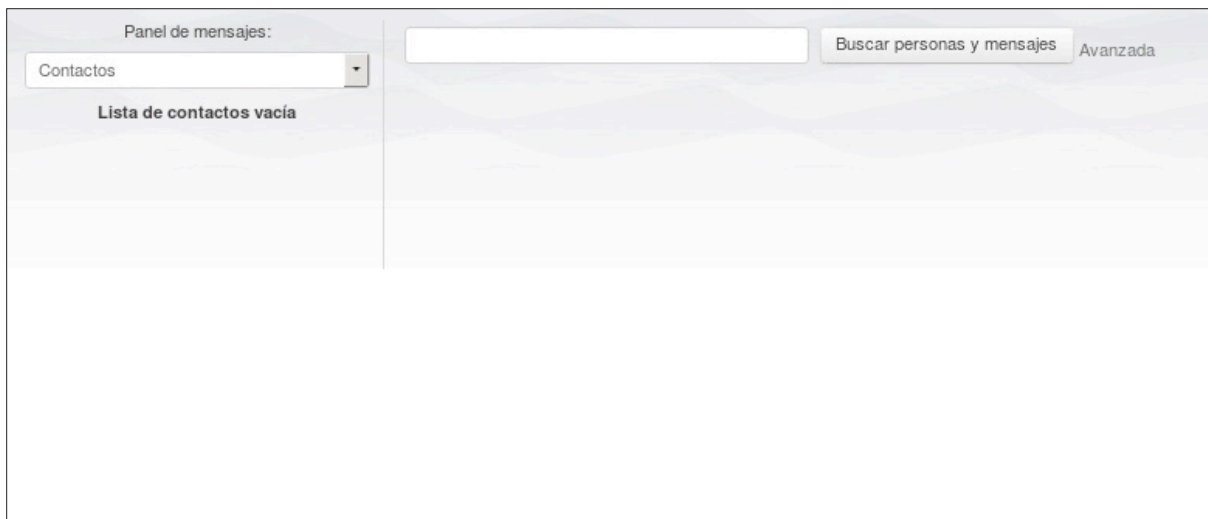 Panel de mensajes:
Contactos
Lista de contactos vacía
Buscar personas y mensajes
Avanzada